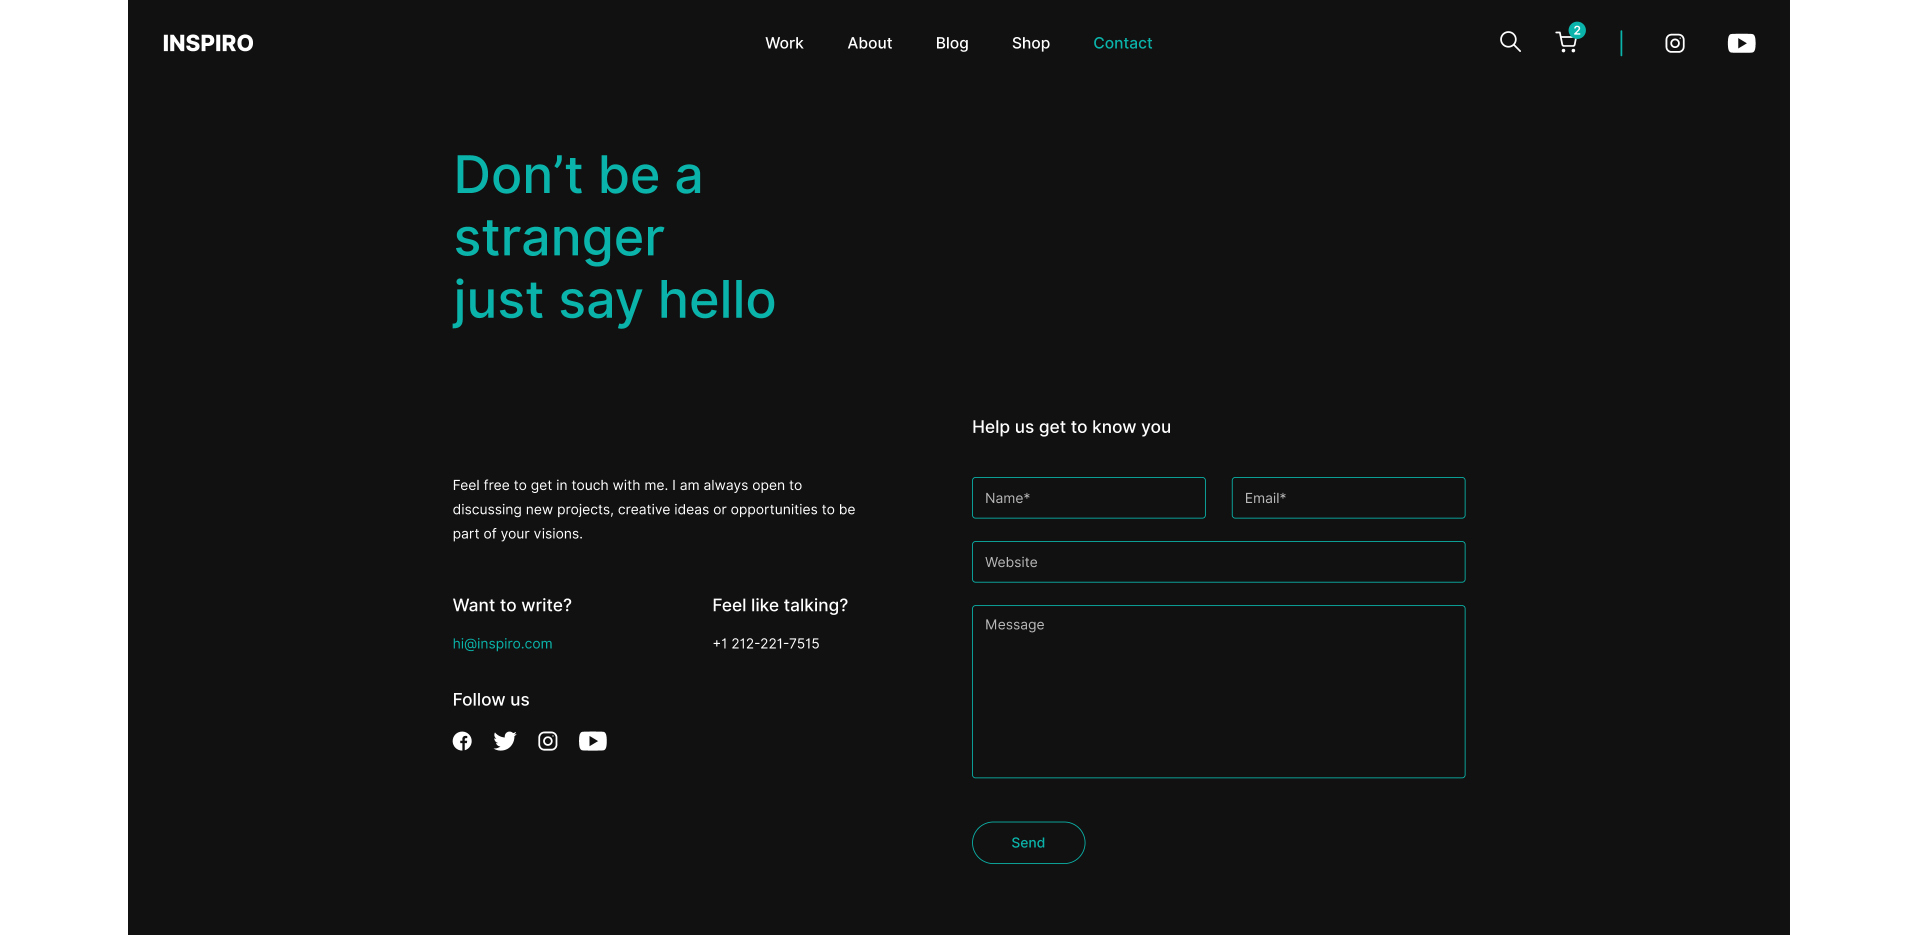 INSPIRO
Work About Blog Shop Contact
2
Don’t be a
stranger
just say hello
Feel free to get in touch with me. I am always open to
discussing new projects, creative ideas or opportunities to be
part of your visions.
Want to write?
hi@inspiro.com
Feel like talking?
+1 212-221-7515
Follow us
Help us get to know you
Name*
Email*
Website
Message
Send